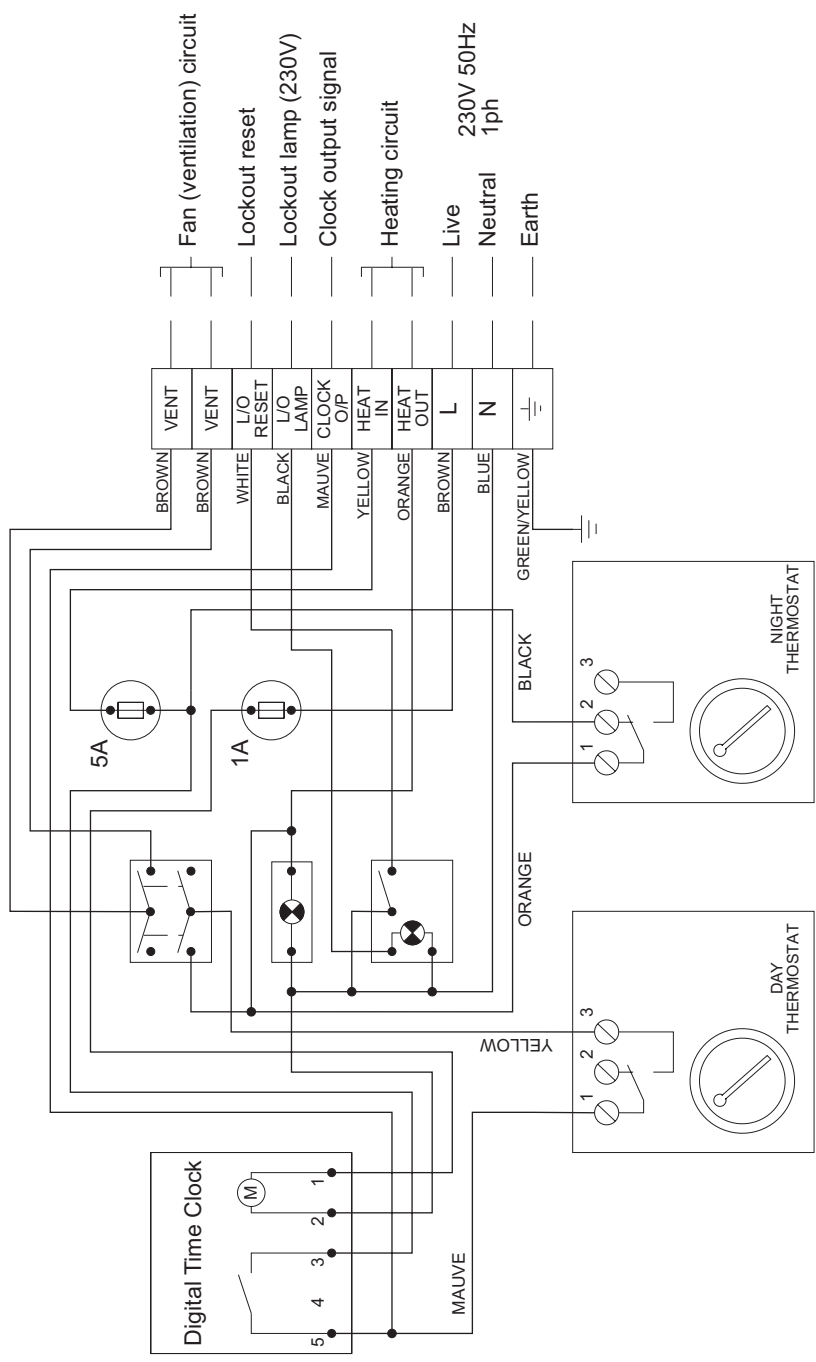 Fan (ventilation) circuit
Lockout reset
Lockout lamp (230V)
Clock output signal
Heating circuit
Live
Neutral
Earth
230V 50Hz
1ph
VENT
VENT
L/O
RESET
L/O
LAMP
CLOCK
O/P
HEAT
IN
HEAT
OUT
L
N
BROWN
BROWN
WHITE
BLACK
MAUVE
YELLOW
ORANGE
BROWN
BLUE
GREEN/YELLOW
5A
1A
BLACK
ORANGE
YELLOW
MAUVE
Digital Time Clock
M
5
4
3
2
1
1
2
3
DAY
THERMOSTAT
1
2
3
NIGHT
THERMOSTAT